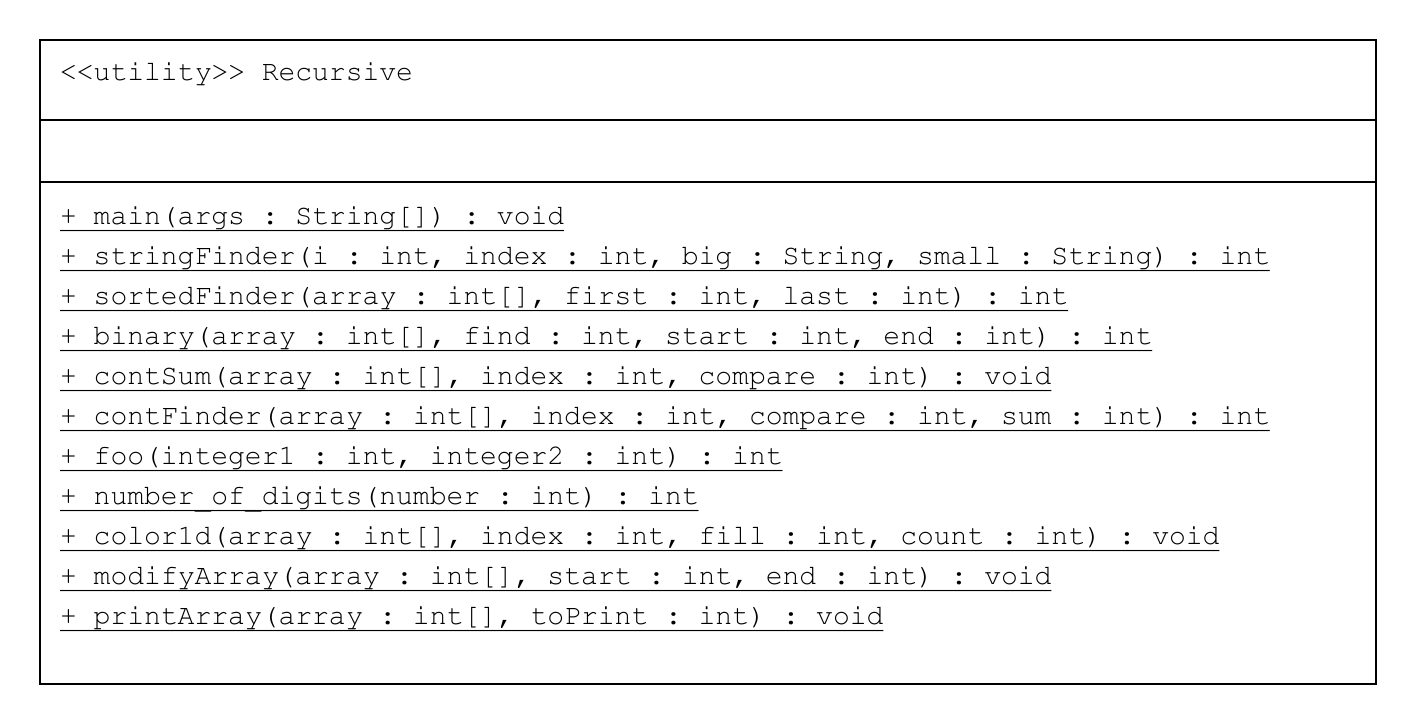 <<utility>> Recursive
+ main(args : String[]) : void
+ stringFinder(i : int, index : int, big : String, small : String) : int
+ sortedFinder(array : int[], first : int, last : int) : int
+ binary(array : int[], find : int, start : int, end : int) : int
+ contSum(array : int[], index : int, compare : int) : void
+ contFinder(array : int[], index : int, compare : int, sum : int) : int
+ foo(integer1 : int, integer2 : int) : int
+ number_of_digits(number : int) : int
+ color1d(array : int[], index : int, fill : int, count : int) : void
+ modifyArray(array : int[], start : int, end : int) : void
+ printArray(array : int[], toPrint : int) : void